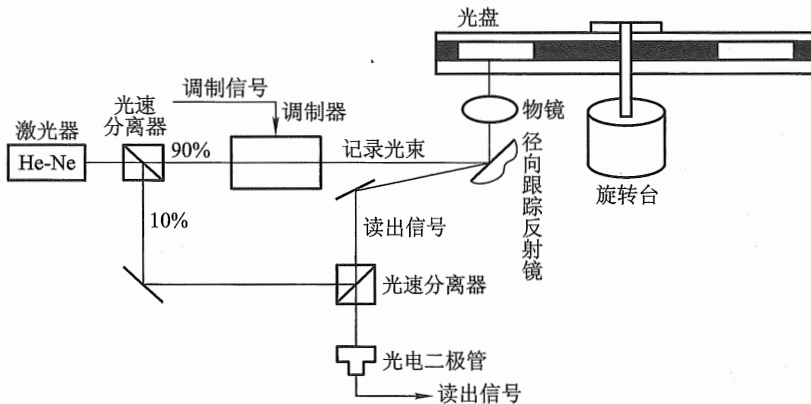 光盘
调制信号
光速
分离器
调制器
激光器
He-Ne
90%
记录光束
物镜
径向跟踪反射镜
旋转台
10%
读出信号
光速分离器
光电二极管
读出信号